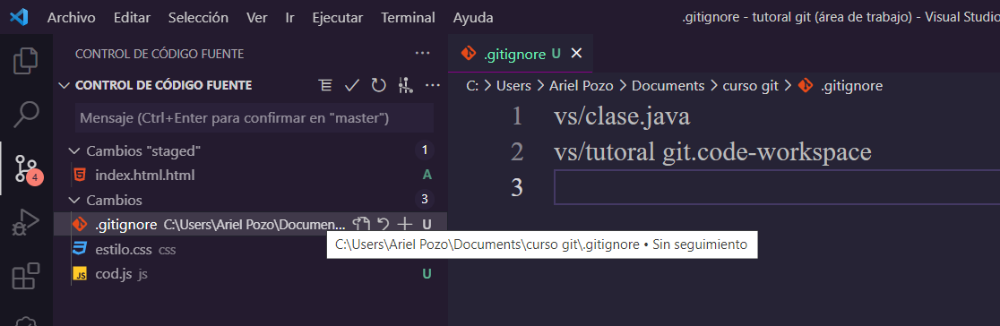 Archivo Editar Selección Ver Ir Ejecutar Terminal Ayuda .gitignore - tutoral git (área de trabajo) - Visual Studio
CONTROL DE CÓDIGO FUENTE ...
CONTROL DE CÓDIGO FUENTE ...
Mensaje (Ctrl+Enter para confirmar en "master")
Cambios "staged" 1
index.html.html A
Cambios 3
.gitignore C:\Users\Ariel Pozo\Documen... U
C:\Users\Ariel Pozo\Documents\curso git\.gitignore • Sin seguimiento
estilo.css css
JS cod.js js U
4
.gitignore U
C: > Users > Ariel Pozo > Documents > curso git > .gitignore
1 vs/clase.java
2 vs/tutoral git.code-workspace
3